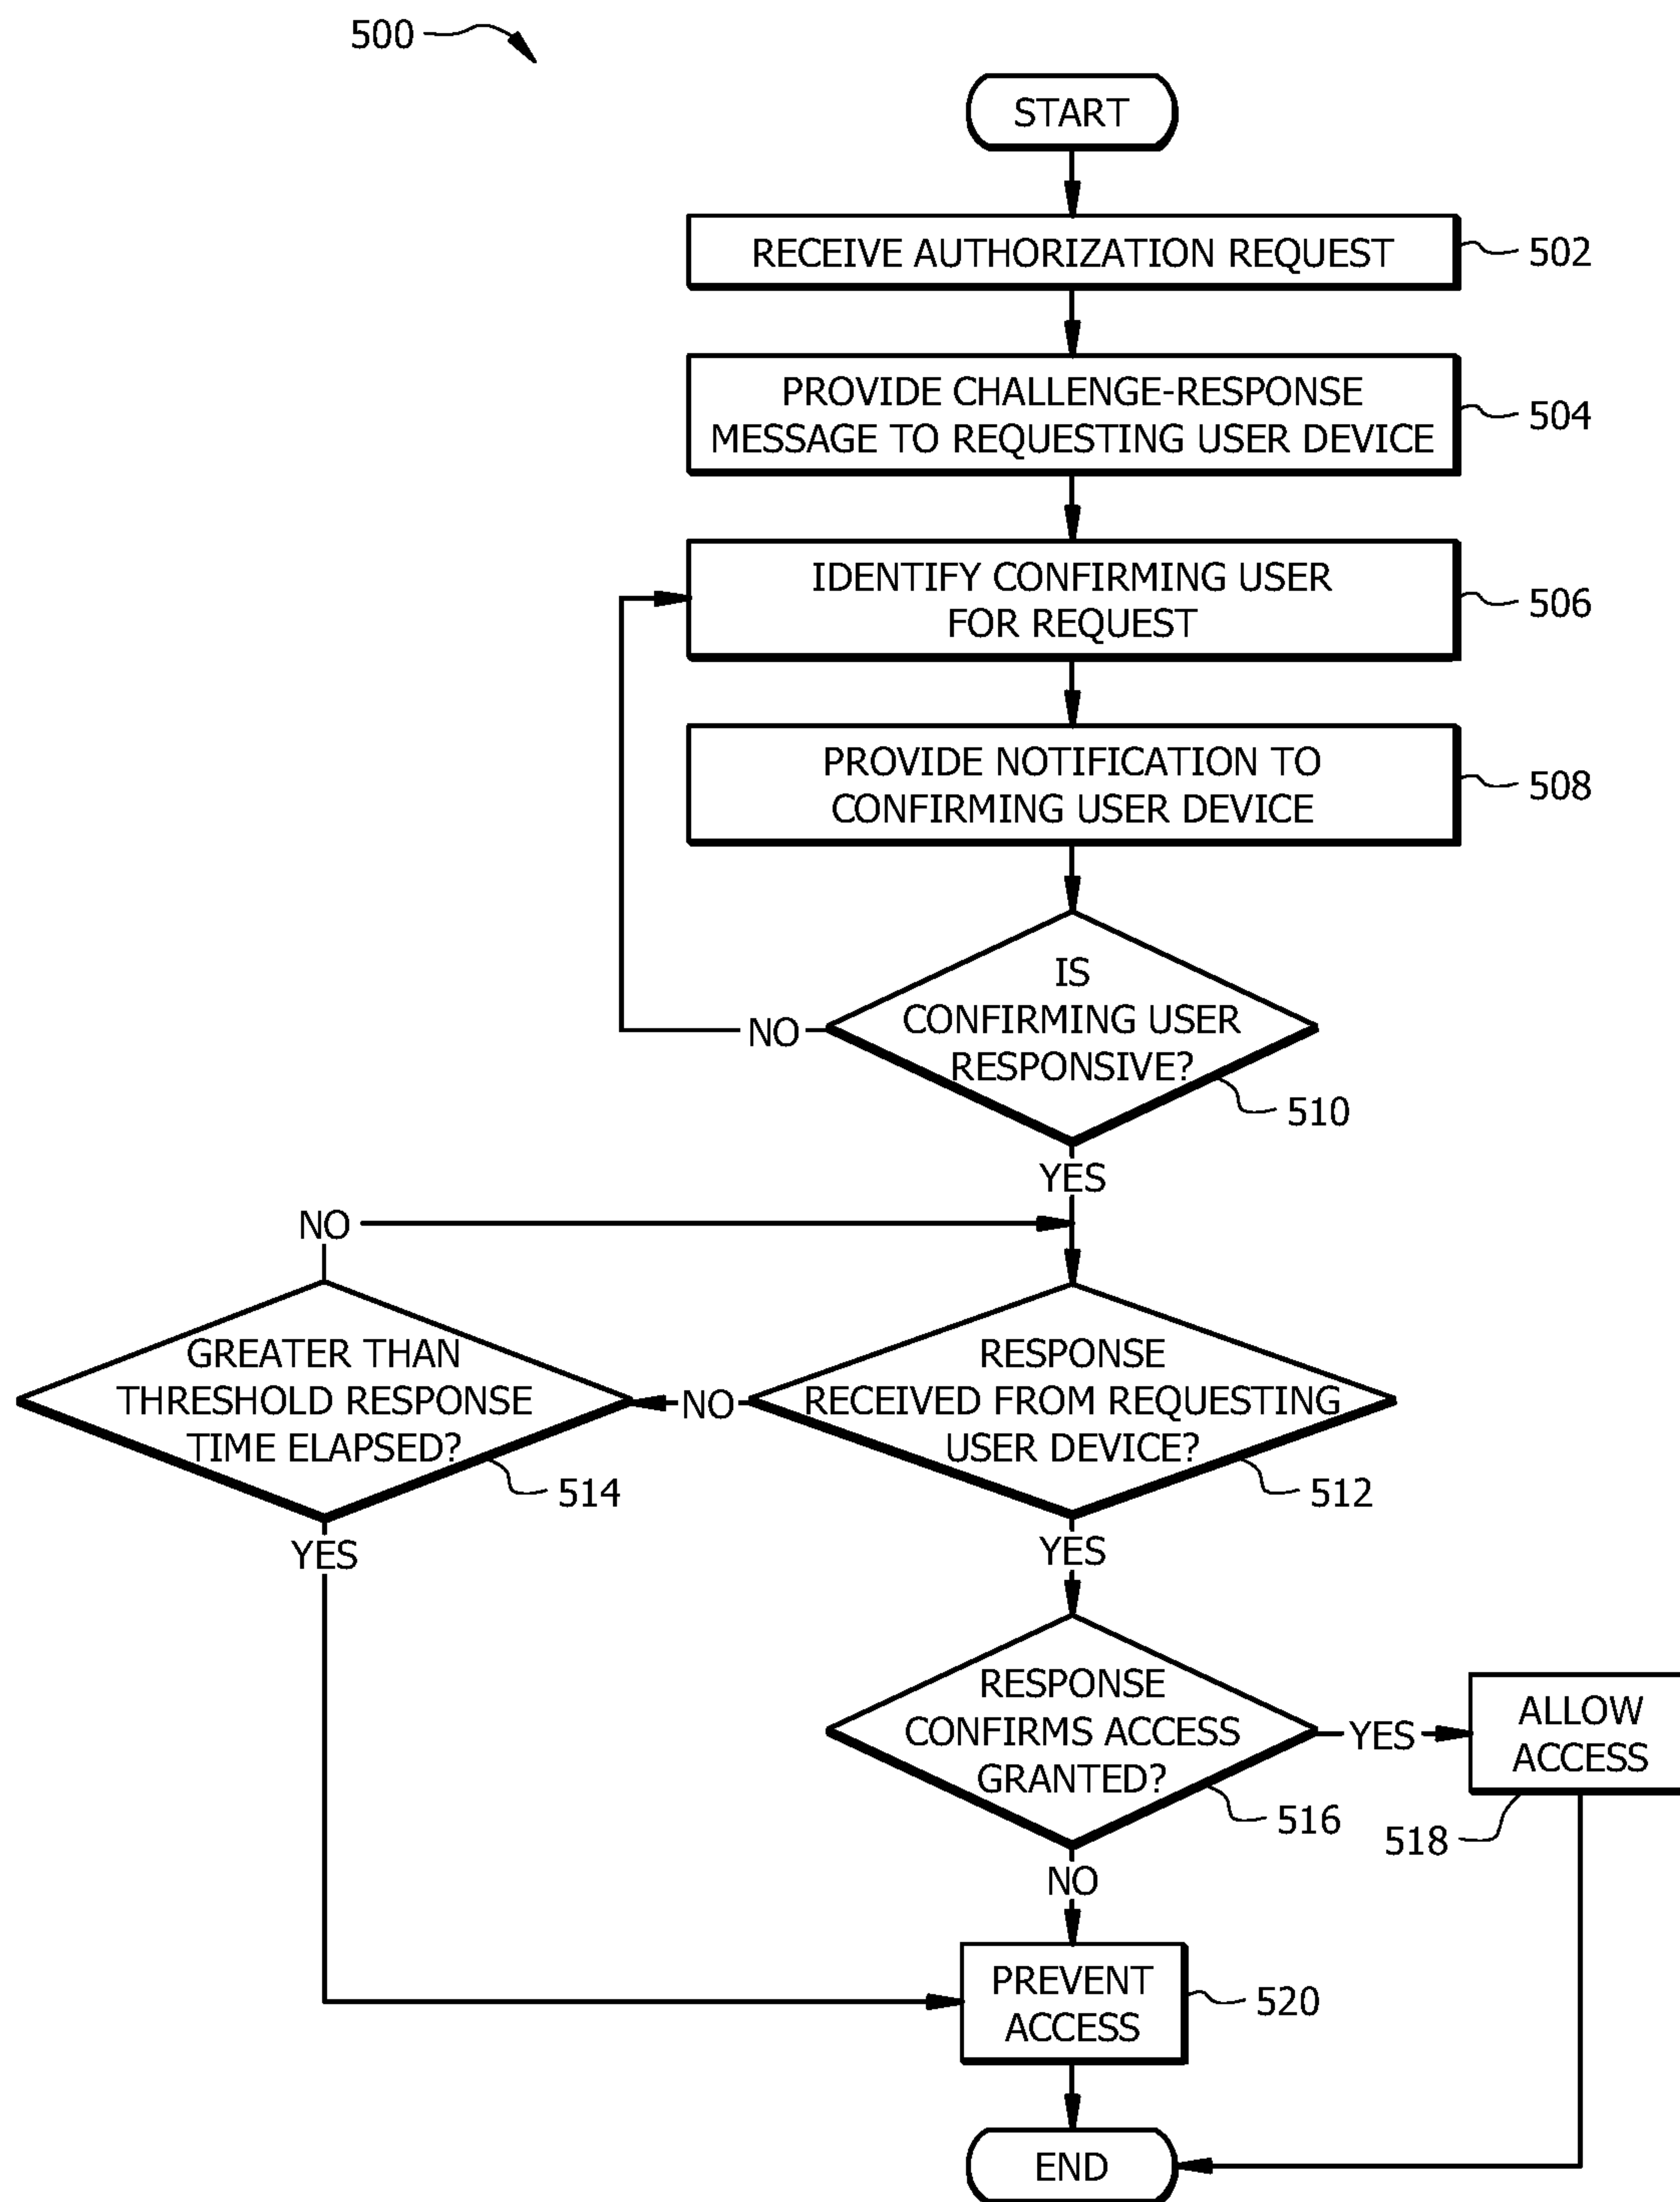 500
START
RECEIVE AUTHORIZATION REQUEST
502
PROVIDE CHALLENGE-RESPONSE
MESSAGE TO REQUESTING USER DEVICE
504
IDENTIFY CONFIRMING USER
FOR REQUEST
506
PROVIDE NOTIFICATION TO
CONFIRMING USER DEVICE
508
IS
CONFIRMING USER
RESPONSIVE?
NO
510
YES
NO
GREATER THAN
THRESHOLD RESPONSE
TIME ELAPSED?
514
NO
RESPONSE
RECEIVED FROM REQUESTING
USER DEVICE?
512
YES
YES
RESPONSE
CONFIRMS ACCESS
GRANTED?
516
YES
ALLOW
ACCESS
518
NO
PREVENT
ACCESS
520
END